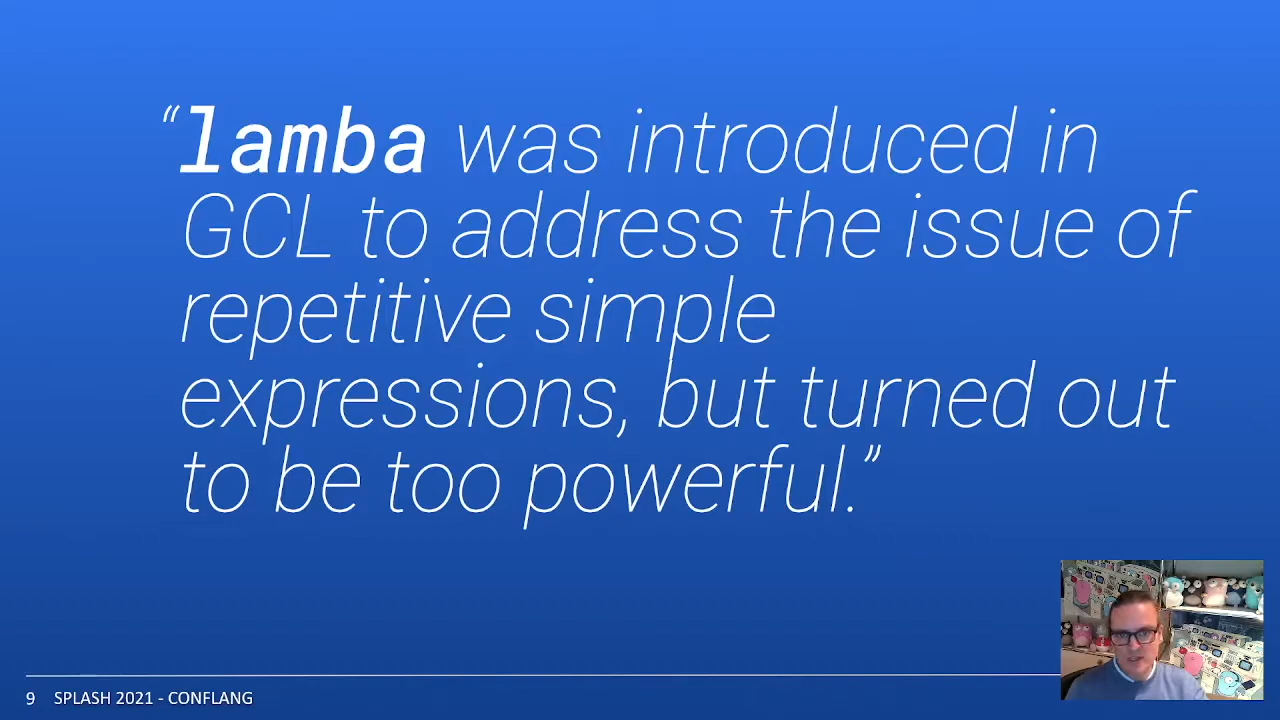 “lamba was introduced in
GCL to address the issue of
repetitive simple
expressions, but turned out
to be too powerful.”
9 SPLASH 2021 - CONFLANG